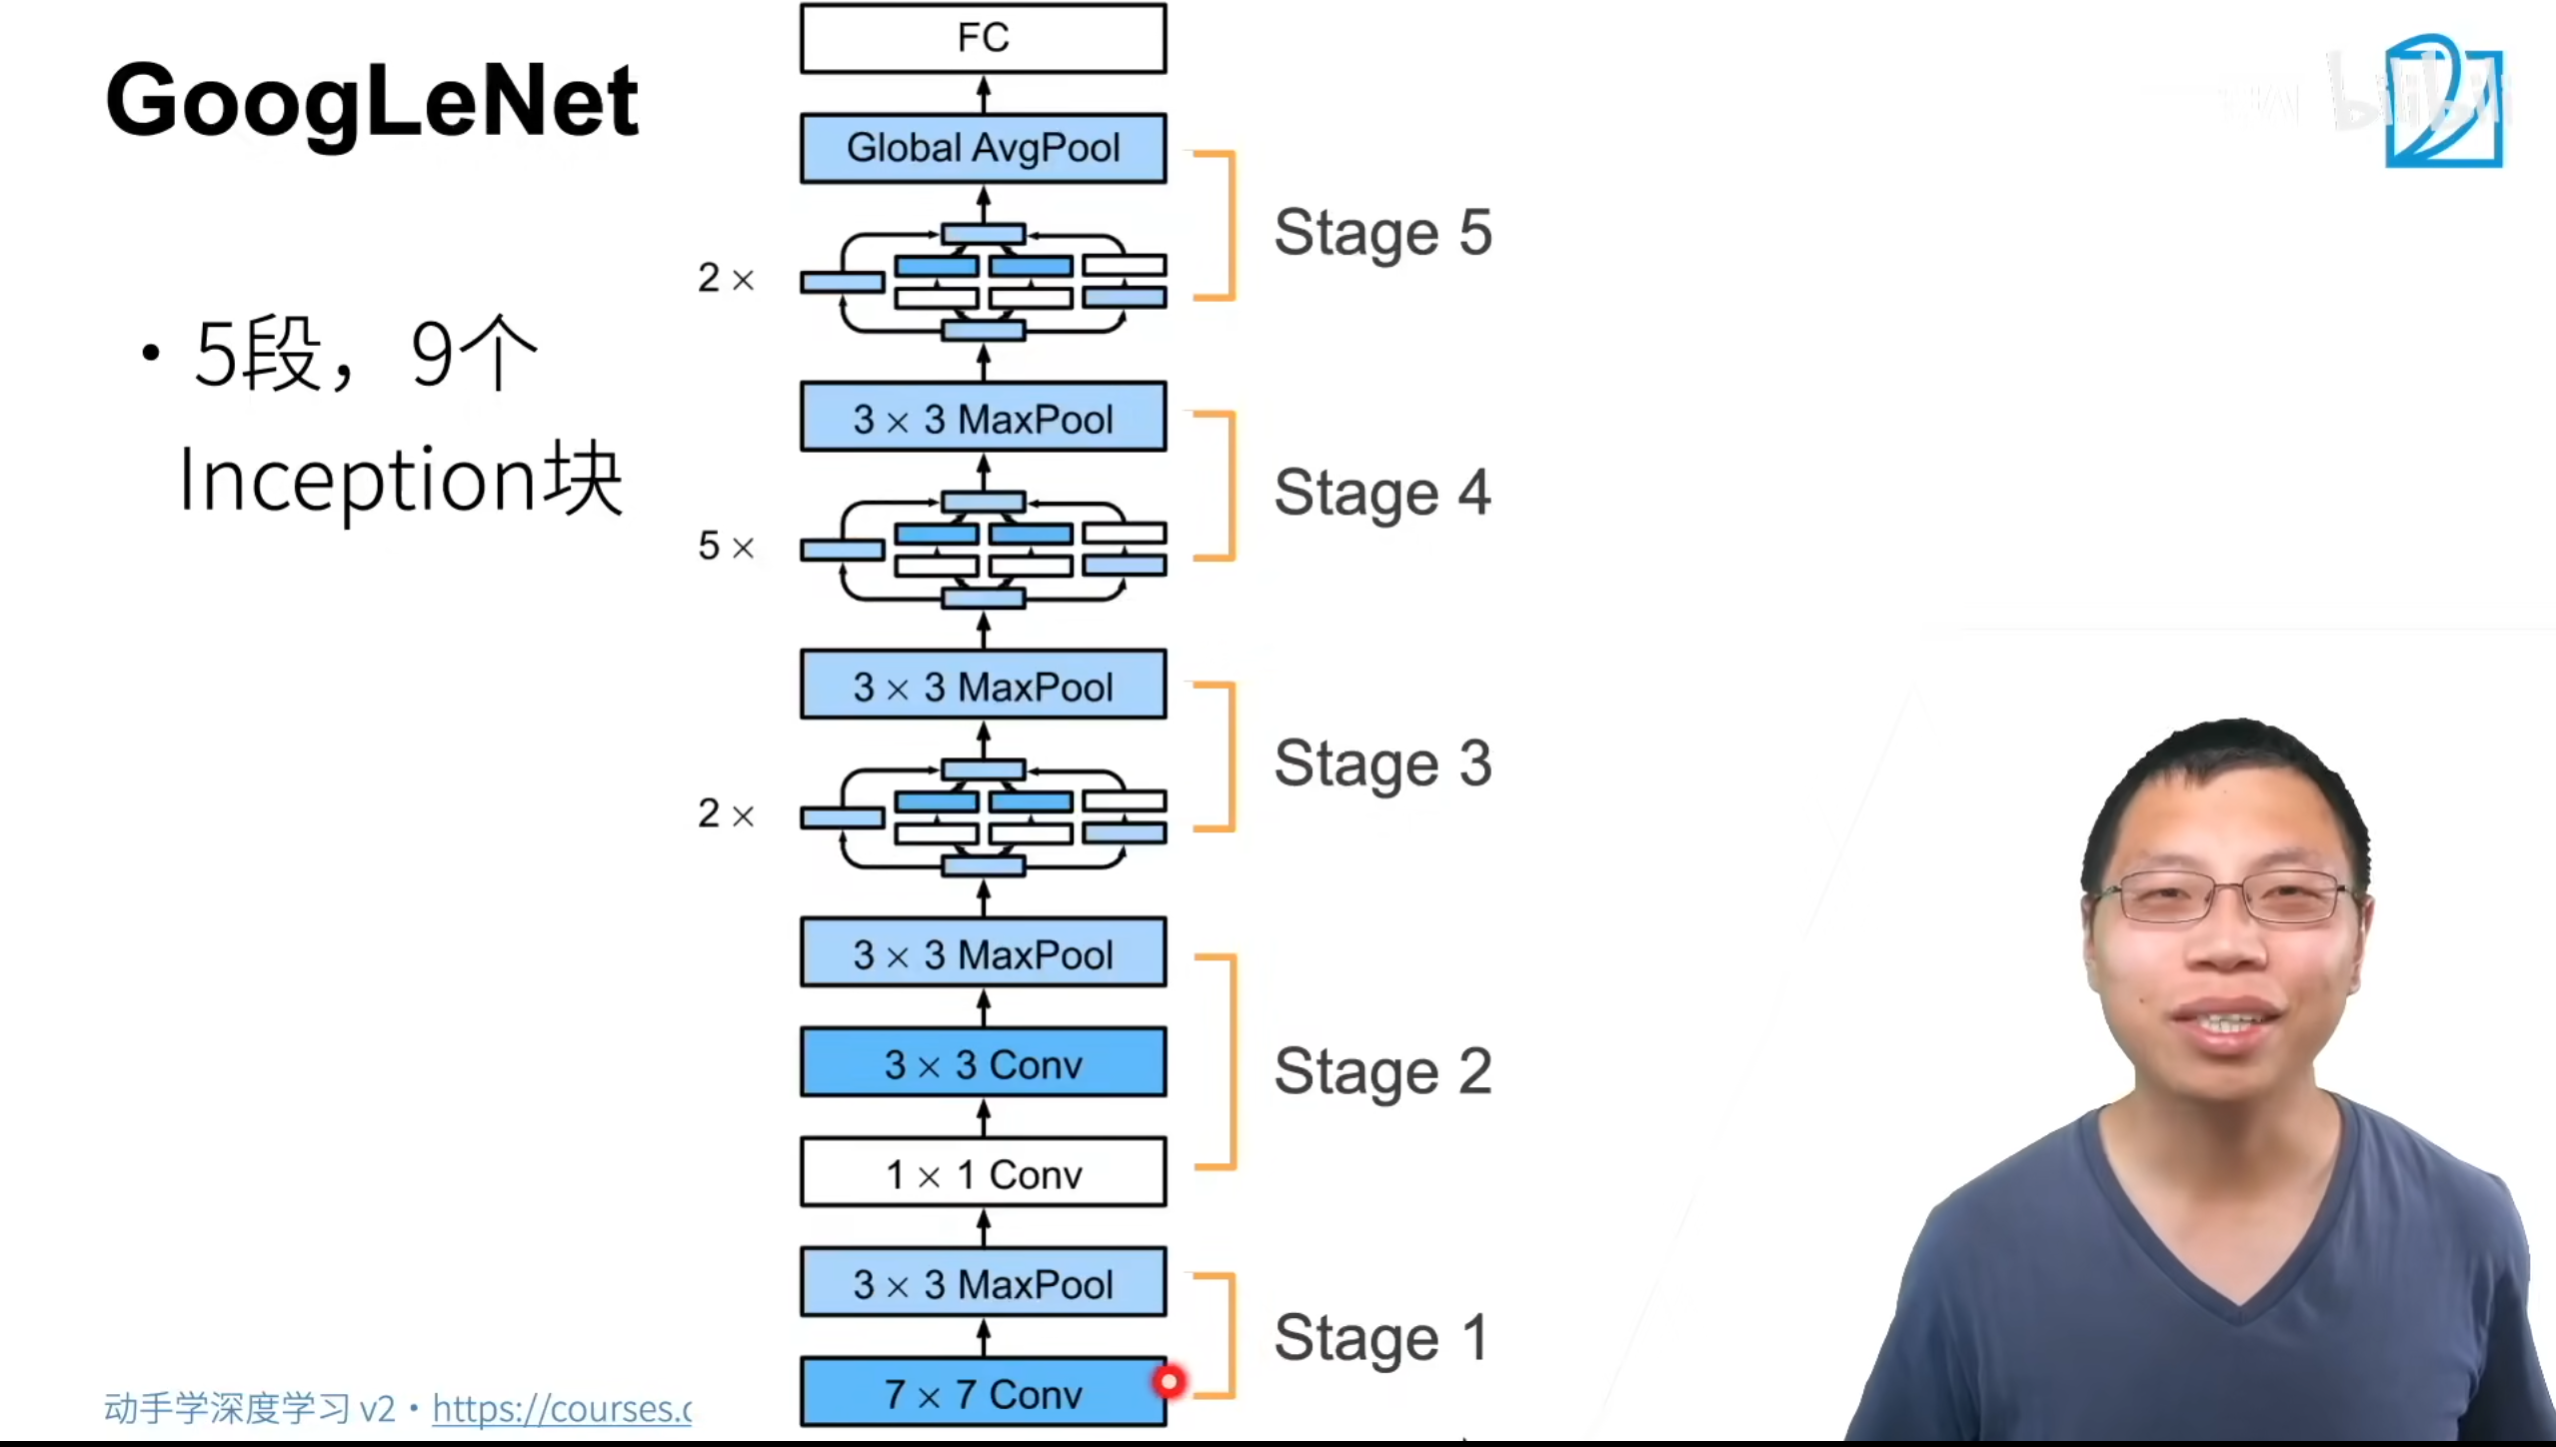 GoogLeNet
• 5段，9个
Inception块
FC
Global AvgPool
2 ×
Stage 5
3 × 3 MaxPool
5 ×
Stage 4
3 × 3 MaxPool
2 ×
Stage 3
3 × 3 MaxPool
3 × 3 Conv
Stage 2
1 × 1 Conv
3 × 3 MaxPool
Stage 1
7 × 7 Conv
动手学深度学习 v2 • https://courses.
bilibili